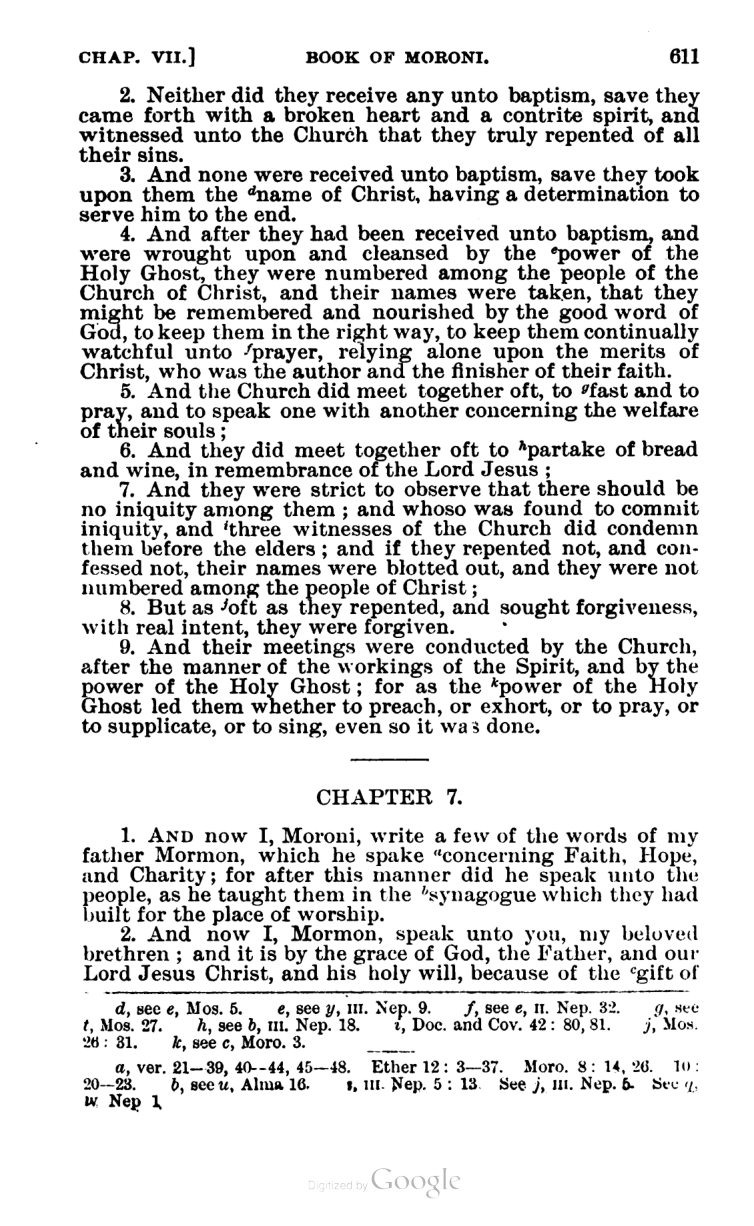 CHAP. VII.] BOOK OF MORONI. 611
2. Neither did they receive any unto baptism, save they
came forth with a broken heart and a contrite spirit, and
witnessed unto the Church that they truly repented of all
their sins.
3. And none were received unto baptism, save they took
upon them the ᵈname of Christ, having a determination to
serve him to the end.
4. And after they had been received unto baptism, and
were wrought upon and cleansed by the ᵉpower of the
Holy Ghost, they were numbered among the people of the
Church of Christ, and their names were taken, that they
might be remembered and nourished by the good word of
God, to keep them in the right way, to keep them continually
watchful unto ᶠprayer, relying alone upon the merits of
Christ, who was the author and the finisher of their faith.
5. And the Church did meet together oft, to ᵍfast and to
pray, and to speak one with another concerning the welfare
of their souls ;
6. And they did meet together oft to ʰpartake of bread
and wine, in remembrance of the Lord Jesus ;
7. And they were strict to observe that there should be
no iniquity among them ; and whoso was found to commit
iniquity, and ⁱthree witnesses of the Church did condemn
them before the elders ; and if they repented not, and con-
fessed not, their names were blotted out, and they were not
numbered among the people of Christ ;
8. But as ʲoft as they repented, and sought forgiveness,
with real intent, they were forgiven.
9. And their meetings were conducted by the Church,
after the manner of the workings of the Spirit, and by the
power of the Holy Ghost ; for as the ᵏpower of the Holy
Ghost led them whether to preach, or exhort, or to pray, or
to supplicate, or to sing, even so it was done.
CHAPTER 7.
1. AND now I, Moroni, write a few of the words of my
father Mormon, which he spake ᵃconcerning Faith, Hope,
and Charity ; for after this manner did he speak unto the
people, as he taught them in the ᵇsynagogue which they had
built for the place of worship.
2. And now I, Mormon, speak unto you, my beloved
brethren ; and it is by the grace of God, the Father, and our
Lord Jesus Christ, and his holy will, because of the ᶜgift of
d, see e, Mos. 5. e, see y, III. Nep. 9. f, see e, II. Nep. 32. g, see
t, Mos. 27. h, see b, III. Nep. 18. i, Doc. and Cov. 42 : 80, 81. j, Mos.
26 : 31. k, see c, Moro. 3.
a, ver. 21—39, 40--44, 45—48. Ether 12 : 3—37. Moro. 8 : 14, 26. 10 :
20—23. b, see u, Alma 16. III. Nep. 5 : 13. See j, III. Nep. 5. See q,
Nep 1
Digitized by Google